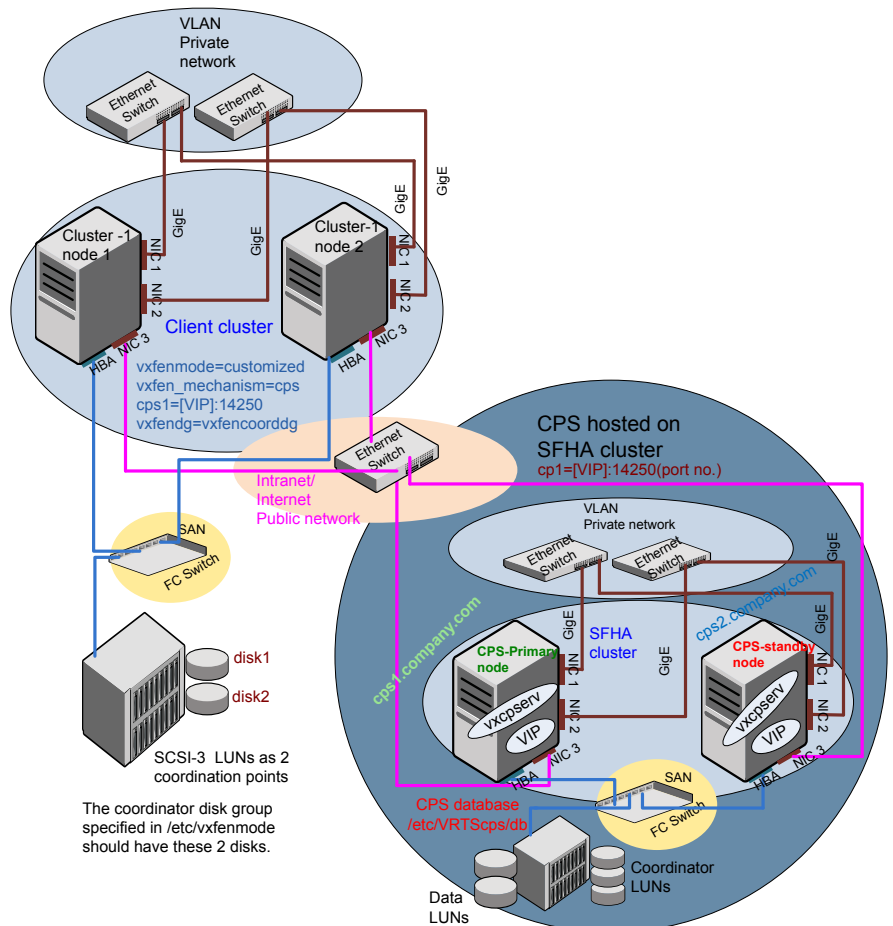 VLAN
Private
network
Ethernet
Switch
Ethernet
Switch
GigE
GigE
GigE
GigE
Cluster -1
node 1
NIC 1
NIC 2
NIC 3
HBA
Cluster-1
node 2
NIC 1
NIC 2
NIC 3
HBA
Client cluster
vxfenmode=customized
vxfen_mechanism=cps
cps1=[VIP]:14250
vxfendg=vxfencoorddg
Ethernet
Switch
Intranet/
Internet
Public network
CPS hosted on
SFHA cluster
cp1=[VIP]:14250(port no.)
VLAN
Private network
Ethernet
Switch
Ethernet
Switch
GigE
GigE
GigE
GigE
SAN
FC Switch
disk1
disk2
SCSI-3 LUNs as 2
coordination points
The coordinator disk group
specified in /etc/vxfenmode
should have these 2 disks.
cps1.company.com
cps2.company.com
SFHA
cluster
CPS-Primary
node
NIC 1
NIC 2
NIC 3
HBA
vxcpserv
VIP
CPS-standby
node
NIC 1
NIC 2
NIC 3
HBA
vxcpserv
VIP
SAN
FC Switch
CPS database
/etc/VRTScps/db
Data
LUNs
Coordinator
LUNs